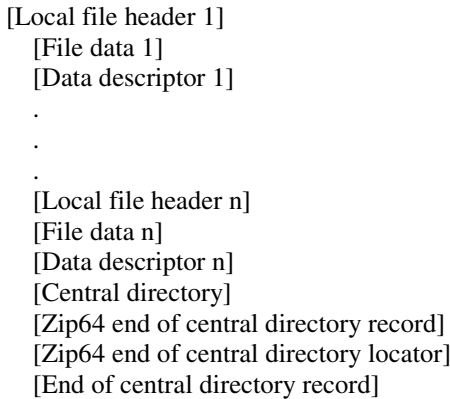 [Local file header 1]
[File data 1]
[Data descriptor 1]
.
.
.
[Local file header n]
[File data n]
[Data descriptor n]
[Central directory]
[Zip64 end of central directory record]
[Zip64 end of central directory locator]
[End of central directory record]